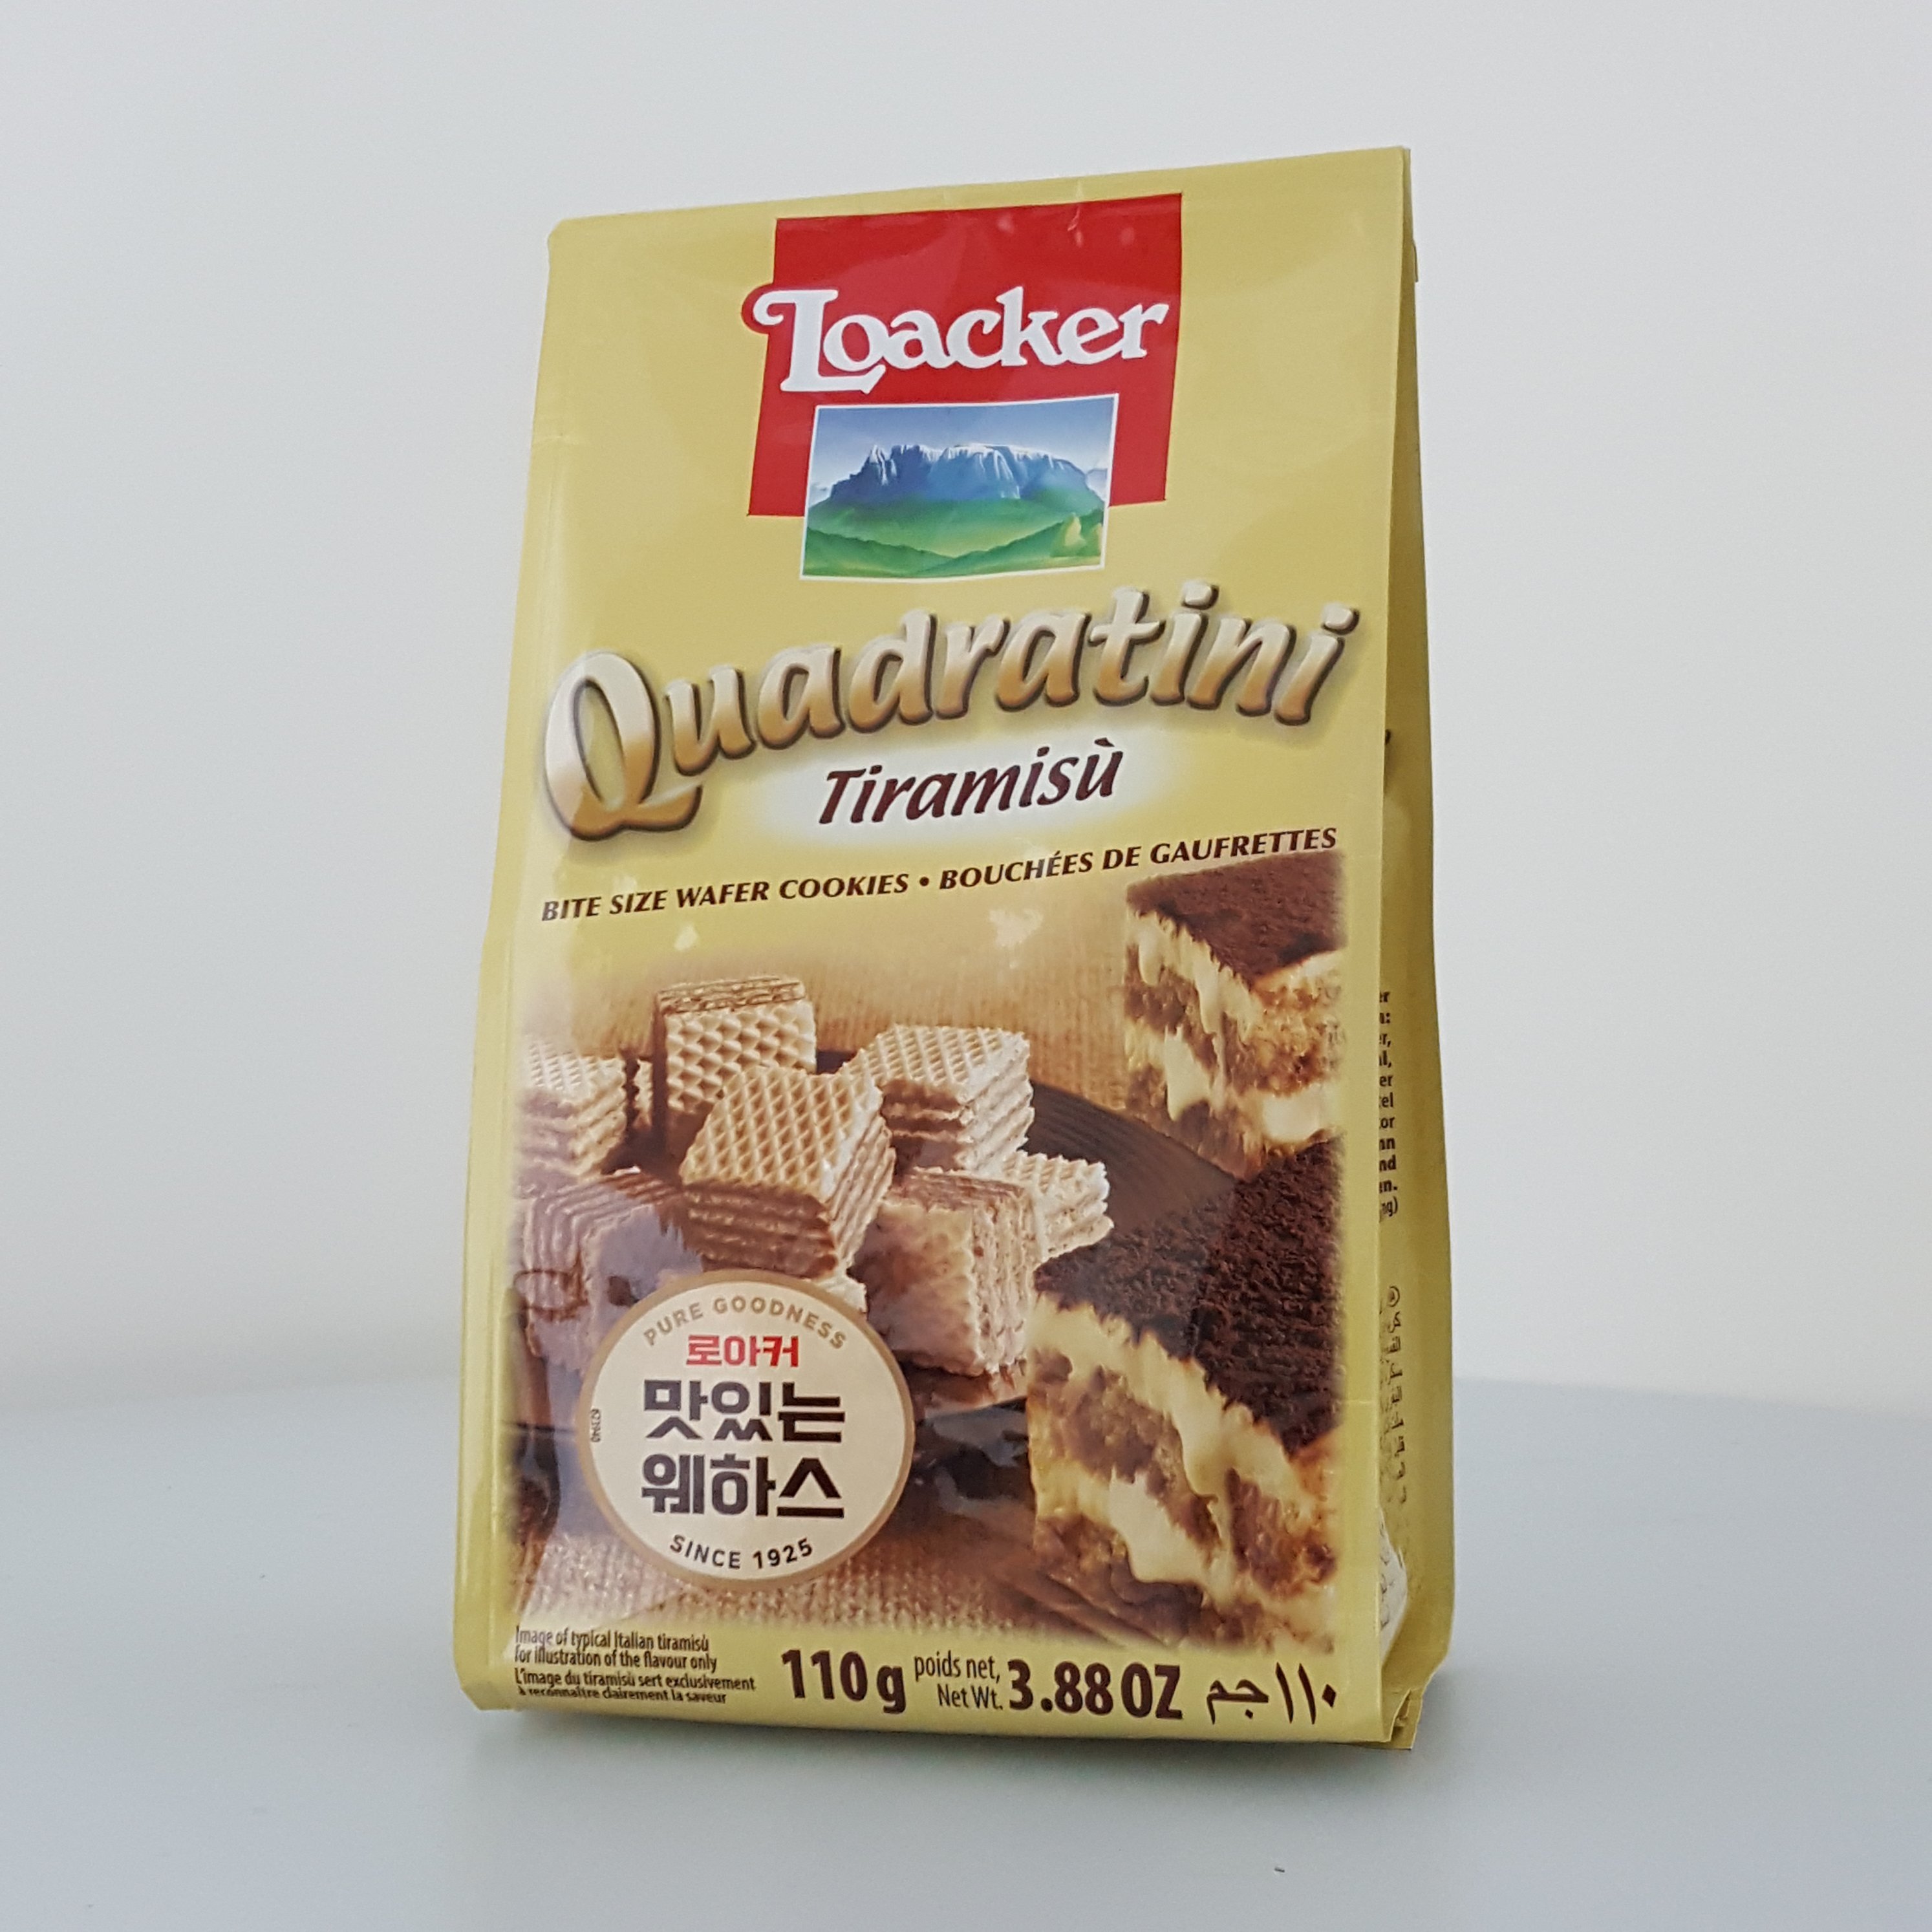 Loacker
Quadratini
Tiramisù
BITE SIZE WAFER COOKIES • BOUCHÉES DE GAUFRETTES
PURE GOODNESS
로아커
맛있는
웨하스
SINCE 1925
Image of typical Italian tiramisù
for illustration of the flavour only
L'image du tiramisù sert exclusivement
à reconnaître clairement la saveur
110 g poids net, Net Wt. 3.88 OZ ١١٠ جم